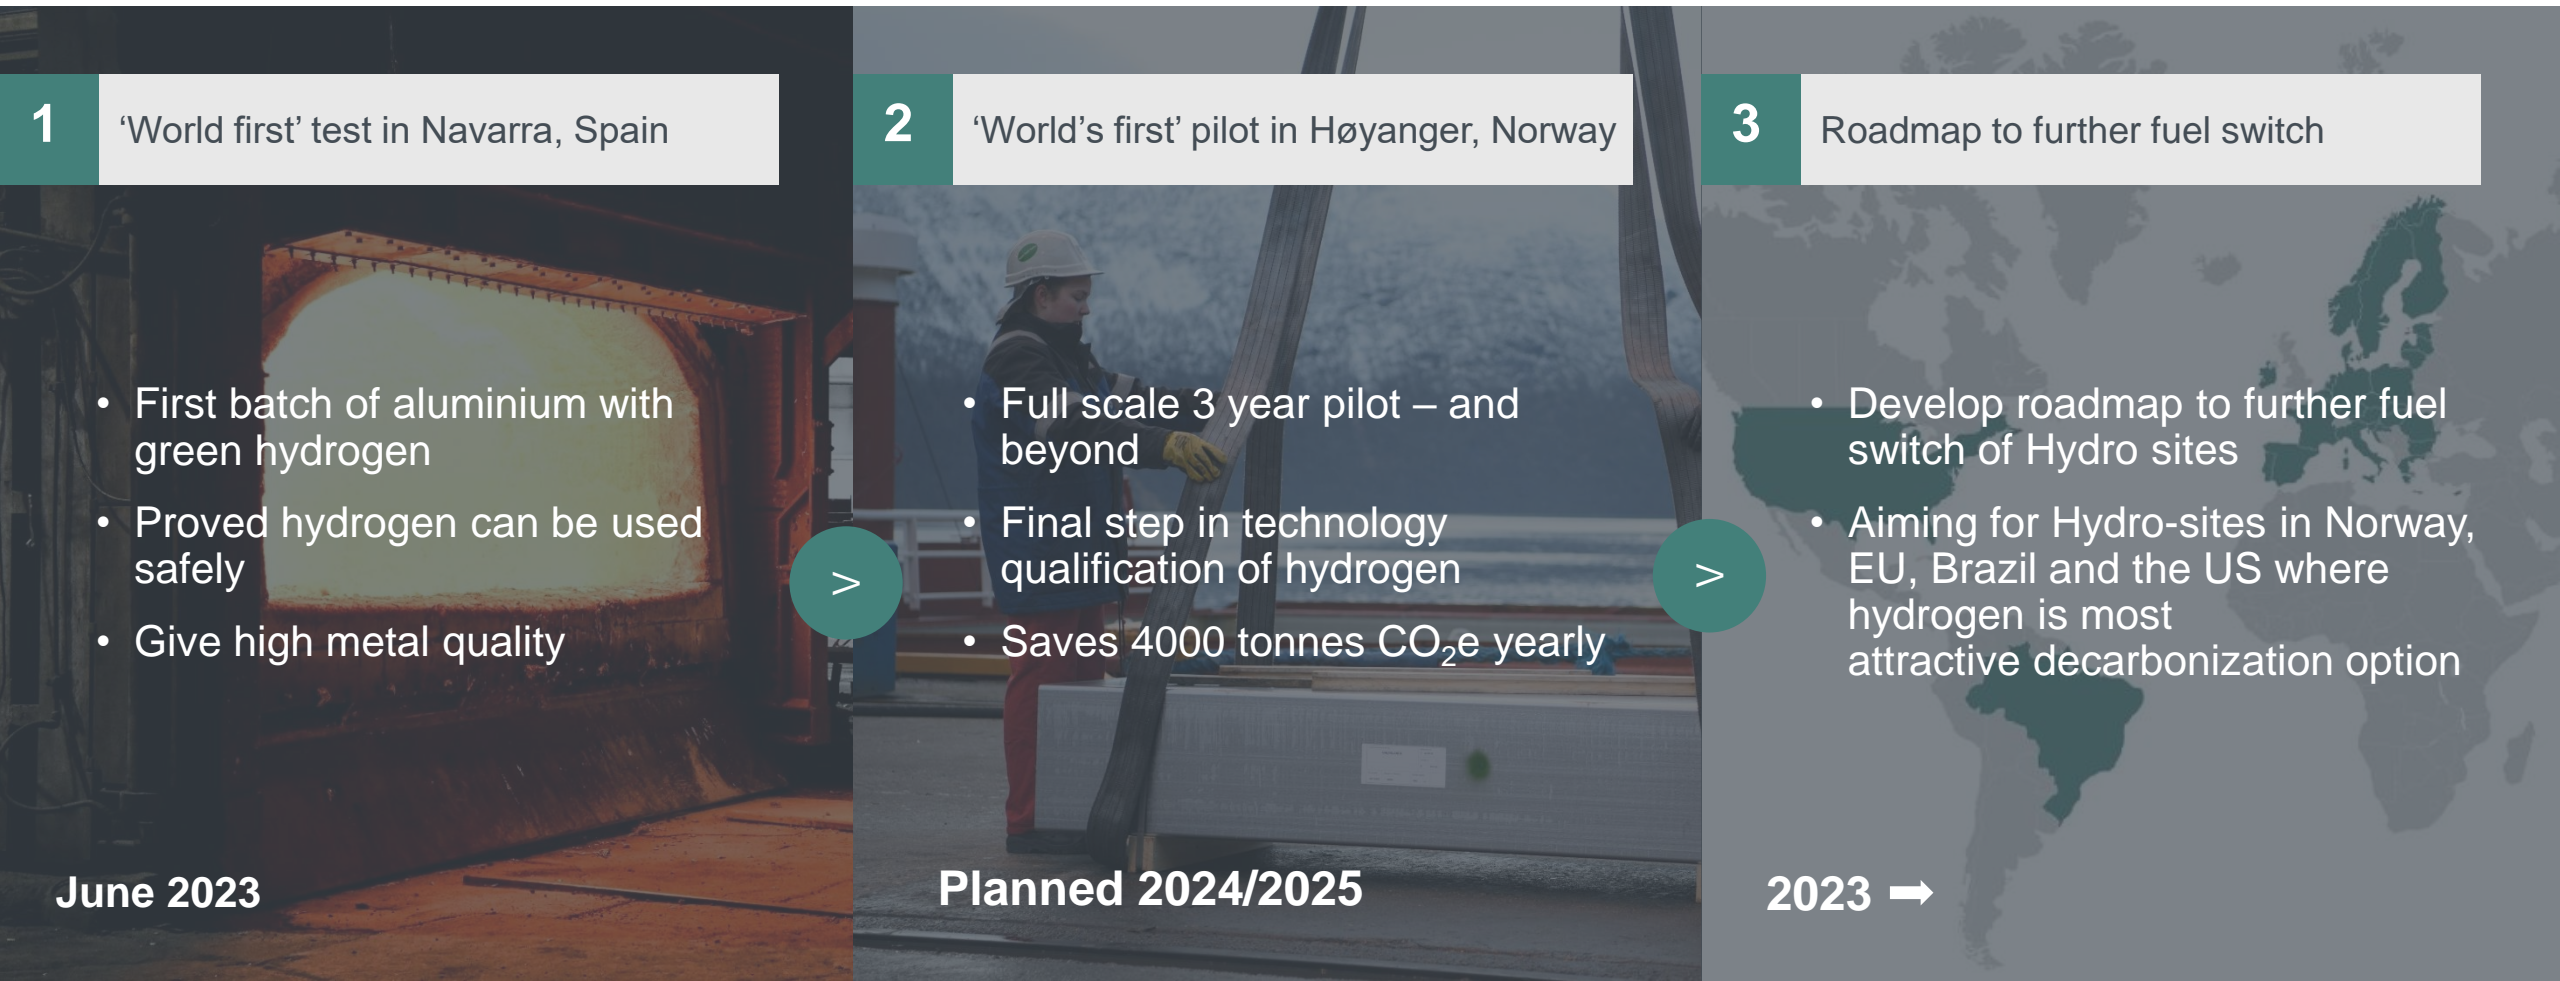 1
‘World first’ test in Navarra, Spain
• First batch of aluminium with
green hydrogen
• Proved hydrogen can be used
safely
• Give high metal quality
June 2023
>
2
‘World’s first’ pilot in Høyanger, Norway
• Full scale 3 year pilot – and
beyond
• Final step in technology
qualification of hydrogen
• Saves 4000 tonnes CO₂e yearly
Planned 2024/2025
>
3
Roadmap to further fuel switch
• Develop roadmap to further fuel
switch of Hydro sites
• Aiming for Hydro-sites in Norway,
EU, Brazil and the US where
hydrogen is most
attractive decarbonization option
2023 ➡